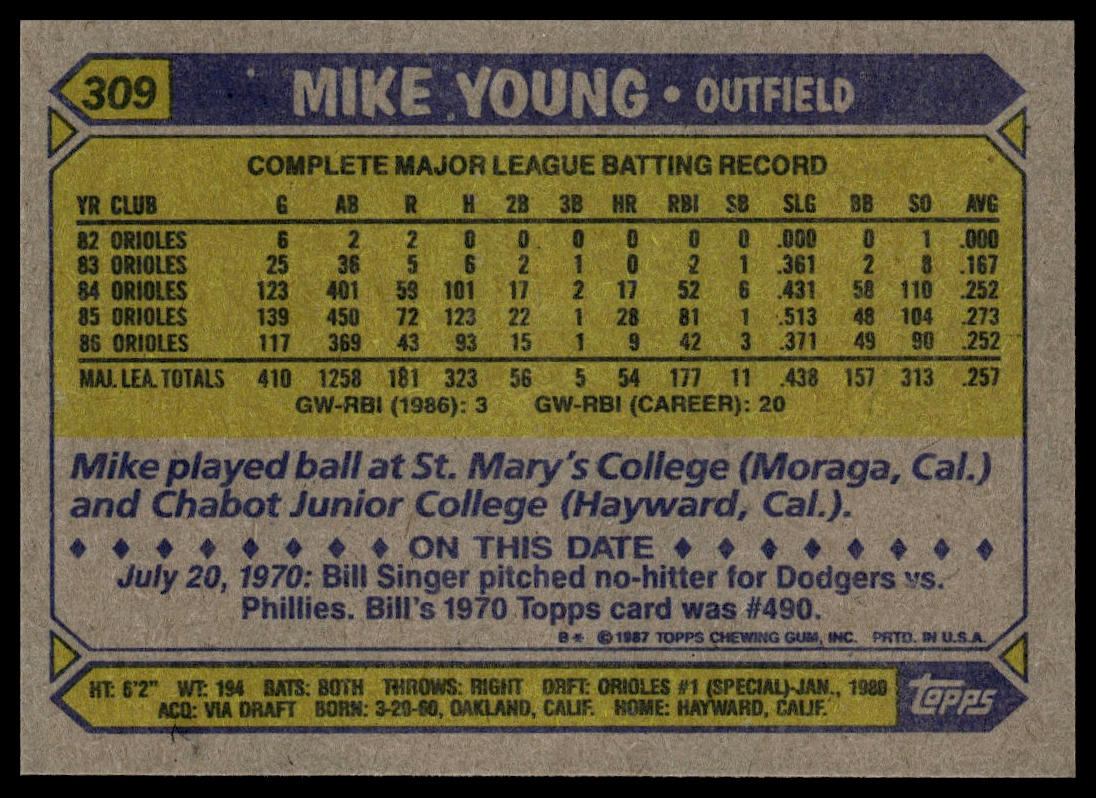 309 MIKE YOUNG • OUTFIELD
COMPLETE MAJOR LEAGUE BATTING RECORD
YR CLUB G AB R H 2B 3B HR RBI SB SLG BB SO AVG
82 ORIOLES 6 2 2 0 0 0 0 0 0 .000 0 1 .000
83 ORIOLES 25 36 5 6 2 1 0 2 1 .361 2 8 .167
84 ORIOLES 123 401 59 101 17 2 17 52 6 .431 58 110 .252
85 ORIOLES 139 450 72 123 22 1 28 81 1 .513 48 104 .273
86 ORIOLES 117 369 43 93 15 1 9 42 3 .371 49 90 .252
MAJ. LEA. TOTALS 410 1258 181 323 56 5 54 177 11 .438 157 313 .257
GW-RBI (1986): 3 GW-RBI (CAREER): 20
Mike played ball at St. Mary's College (Moraga, Cal.)
and Chabot Junior College (Hayward, Cal.).
♦ ♦ ♦ ♦ ♦ ♦ ♦ ♦ ON THIS DATE ♦ ♦ ♦ ♦ ♦ ♦ ♦ ♦
July 20, 1970: Bill Singer pitched no-hitter for Dodgers vs.
Phillies. Bill's 1970 Topps card was #490.
B* ©1987 TOPPS CHEWING GUM, INC. PRTD. IN U.S.A.
HT: 6'2" WT: 194 BATS: BOTH THROWS: RIGHT DRFT: ORIOLES #1 (SPECIAL)-JAN., 1980
ACQ: VIA DRAFT BORN: 3-20-60, OAKLAND, CALIF. HOME: HAYWARD, CALIF.
topps